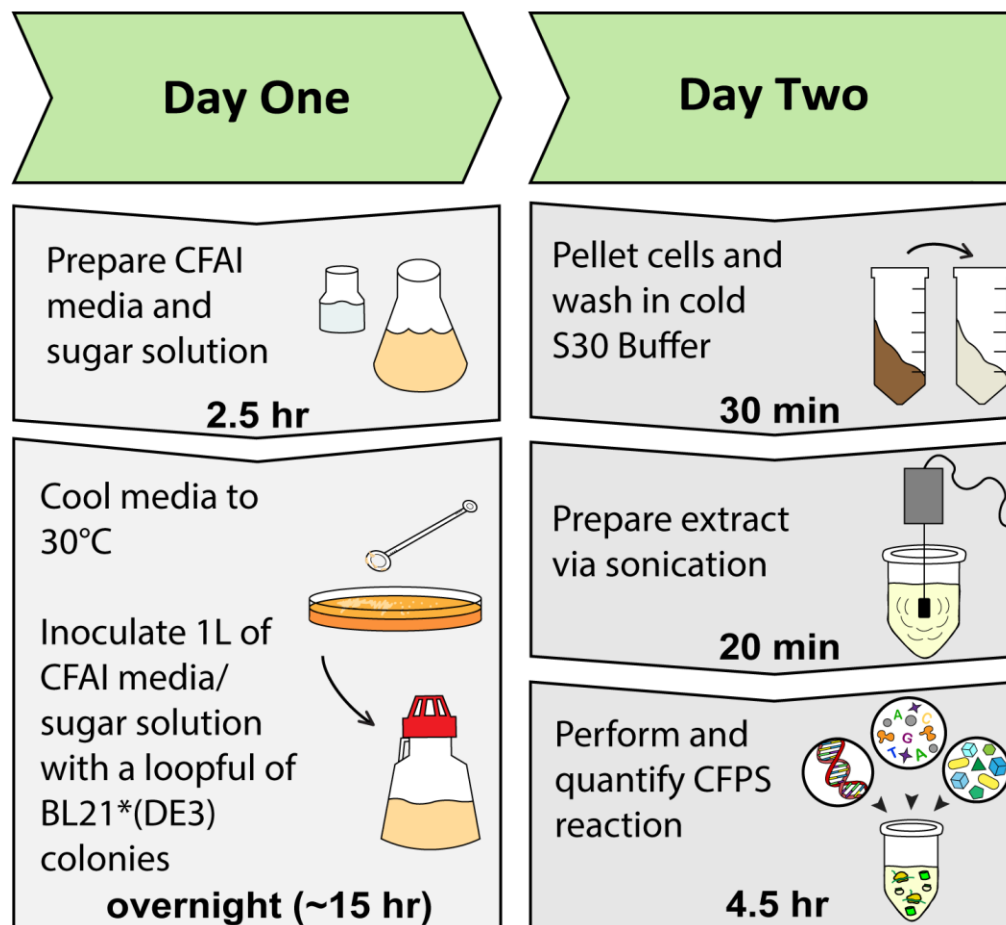 Day One
Prepare CFAI
media and
sugar solution
2.5 hr
Cool media to
30°C
Inoculate 1L of
CFAI media/
sugar solution
with a loopful of
BL21*(DE3)
colonies
overnight (~15 hr)
Day Two
Pellet cells and
wash in cold
S30 Buffer
30 min
Prepare extract
via sonication
20 min
Perform and
quantify CFPS
reaction
A
C
G
T
A
4.5 hr